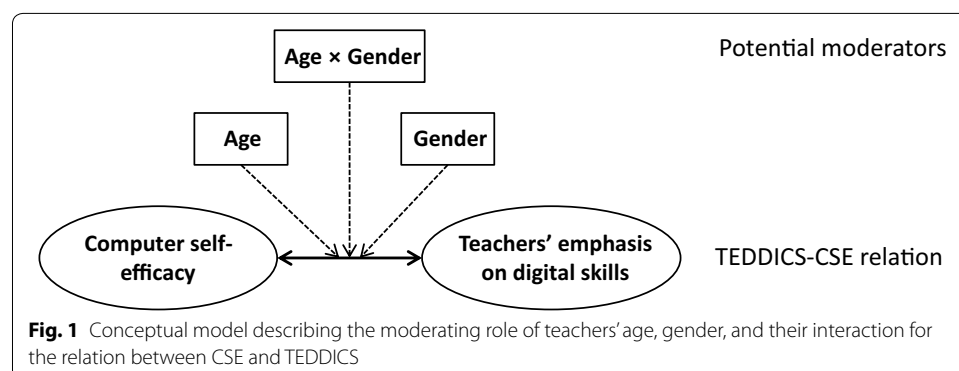 Age × Gender
Potential moderators
Age
Gender
Computer self-
efficacy
Teachers’ emphasis
on digital skills
TEDDICS-CSE relation
Fig. 1 Conceptual model describing the moderating role of teachers’ age, gender, and their interaction for
the relation between CSE and TEDDICS